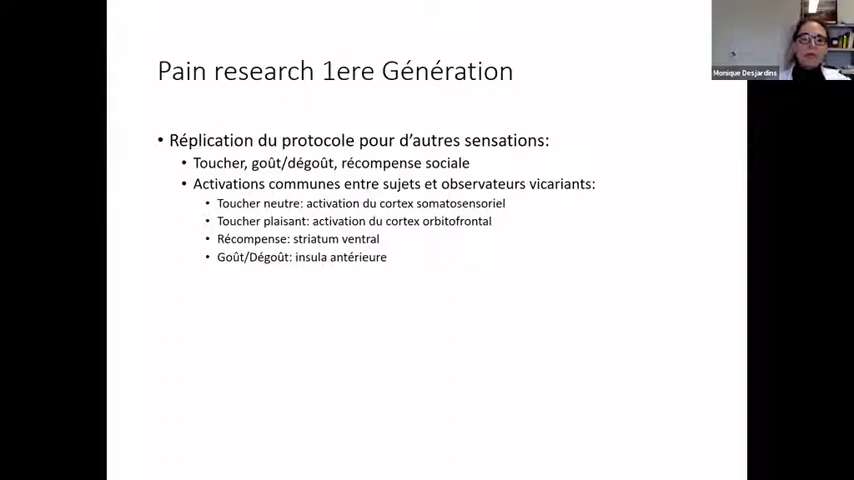 Pain research 1ere Génération
• Réplication du protocole pour d'autres sensations:
• Toucher, goût/dégoût, récompense sociale
• Activations communes entre sujets et observateurs vicariants:
• Toucher neutre: activation du cortex somatosensoriel
• Toucher plaisant: activation du cortex orbitofrontal
• Récompense: striatum ventral
• Goût/Dégoût: insula antérieure
Monique Desjardins